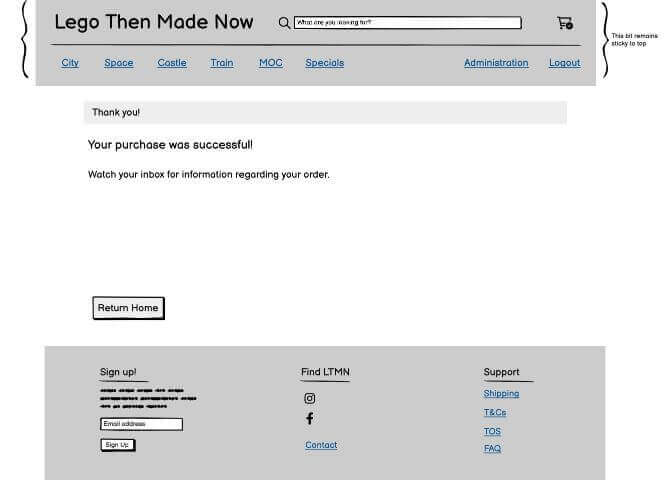 Lego Then Made Now
What are you looking for?
This bit remains
sticky to top
City Space Castle Train MOC Specials Administration Logout
Thank you!
Your purchase was successful!
Watch your inbox for information regarding your order.
Return Home
Sign up!
Email address
Sign Up
Find LTMN
Contact
Support
Shipping
T&Cs
TOS
FAQ